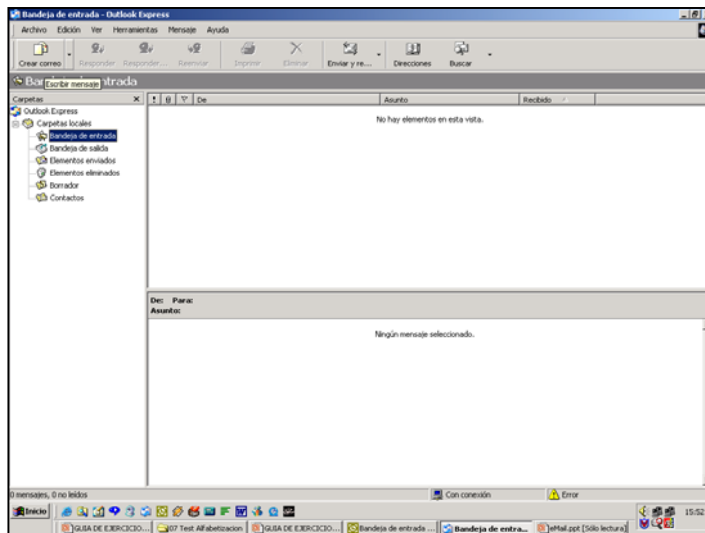 Bandeja de entrada - Outlook Express
Archivo Edición Ver Herramientas Mensaje Ayuda
Crear correo Responder Responder... Reenviar Imprimir Eliminar Enviar y re... Direcciones Buscar
Escribir mensaje
Carpetas
De Asunto Recibido
Outlook Express
Carpetas locales
Bandeja de entrada
Bandeja de salida
Elementos enviados
Elementos eliminados
Borrador
Contactos
No hay elementos en esta vista.
De: Para:
Asunto:
Ningún mensaje seleccionado.
0 mensajes, 0 no leídos Con conexión Error
Inicio 15:52
GUIA DE EJERCICIO... 07 Test Alfabetizacion GUIA DE EJERCICIO... Bandeja de entrada ... Bandeja de entra... eMail.ppt [Sólo lectura]